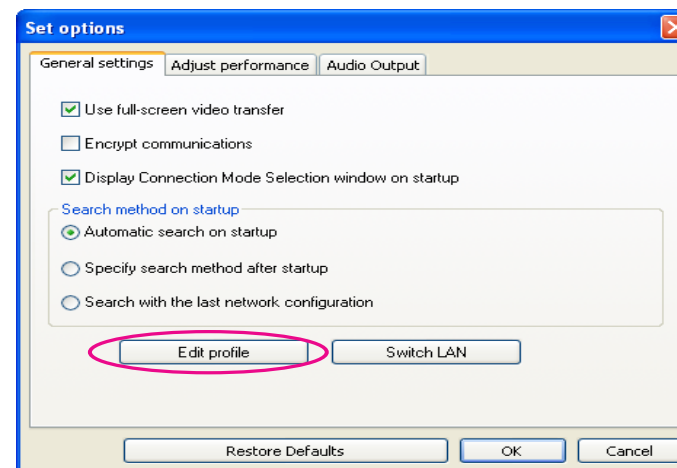 Set options
General settings Adjust performance Audio Output
Use full-screen video transfer
Encrypt communications
Display Connection Mode Selection window on startup
Search method on startup
Automatic search on startup
Specify search method after startup
Search with the last network configuration
Edit profile Switch LAN
Restore Defaults OK Cancel